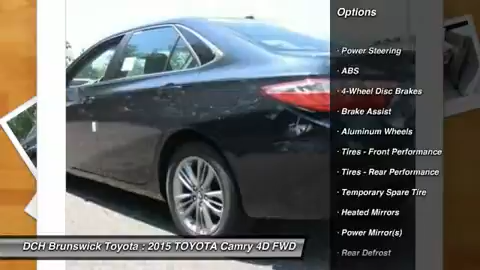 Options
· Power Steering
· ABS
· 4-Wheel Disc Brakes
· Brake Assist
· Aluminum Wheels
· Tires - Front Performance
· Tires - Rear Performance
· Temporary Spare Tire
· Heated Mirrors
· Power Mirror(s)
· Rear Defrost
DCH Brunswick Toyota : 2015 TOYOTA Camry 4D FWD